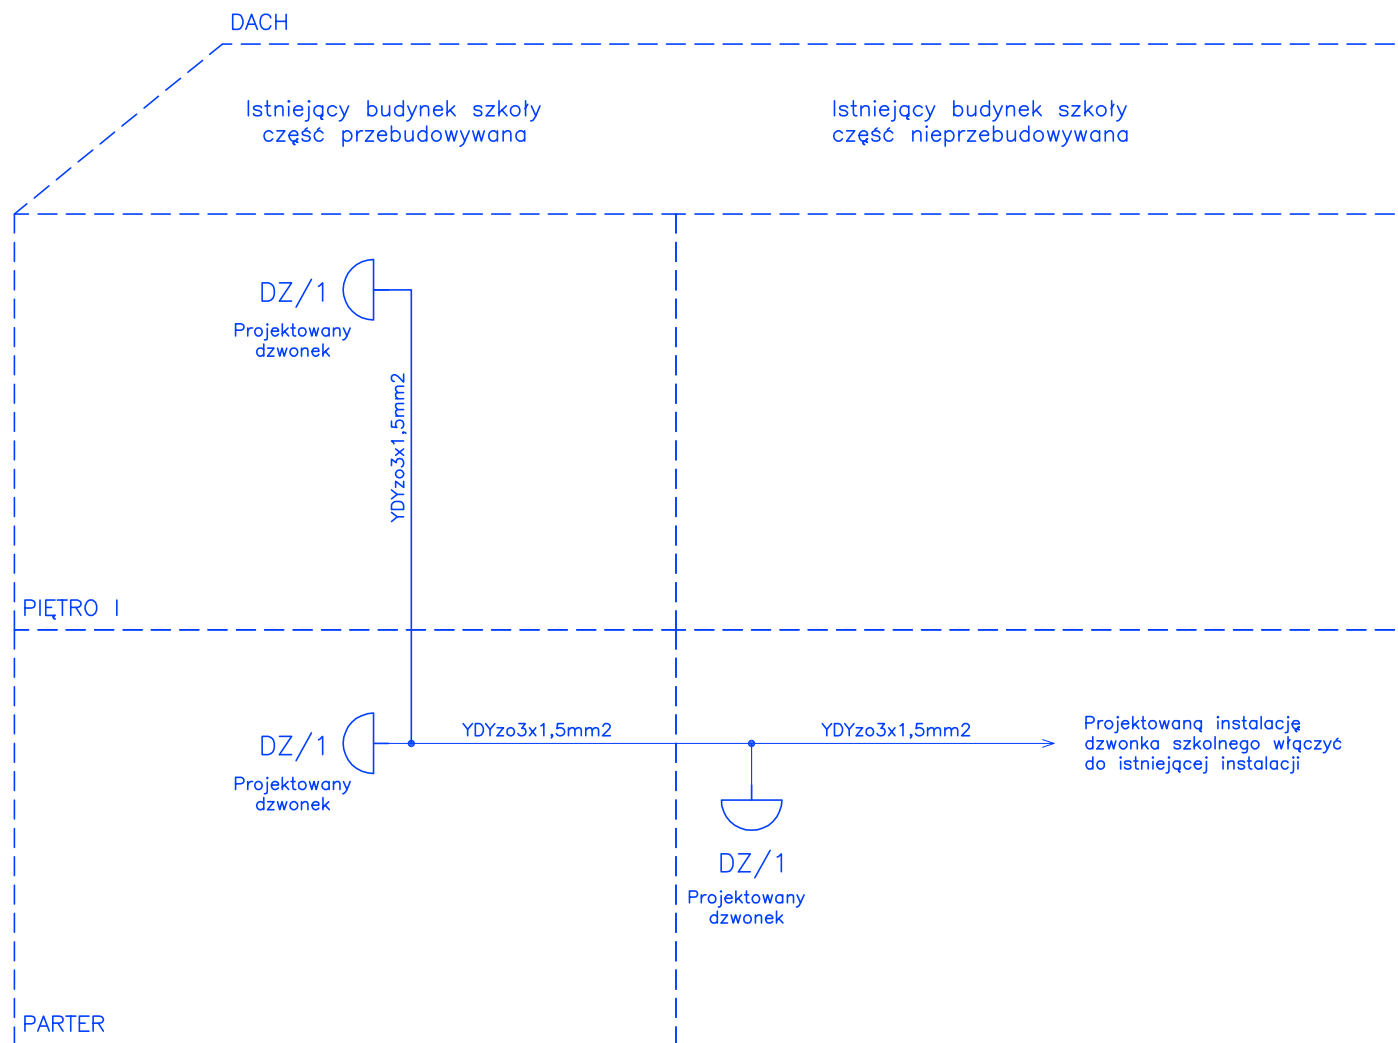 DACH
Istniejący budynek szkoły
część przebudowywana
Istniejący budynek szkoły
część nieprzebudowywana
DZ/1
Projektowany
dzwonek
YDYzo3x1,5mm2
PIĘTRO I
DZ/1
Projektowany
dzwonek
YDYzo3x1,5mm2
YDYzo3x1,5mm2
Projektowaną instalację
dzwonka szkolnego włączyć
do istniejącej instalacji
DZ/1
Projektowany
dzwonek
PARTER